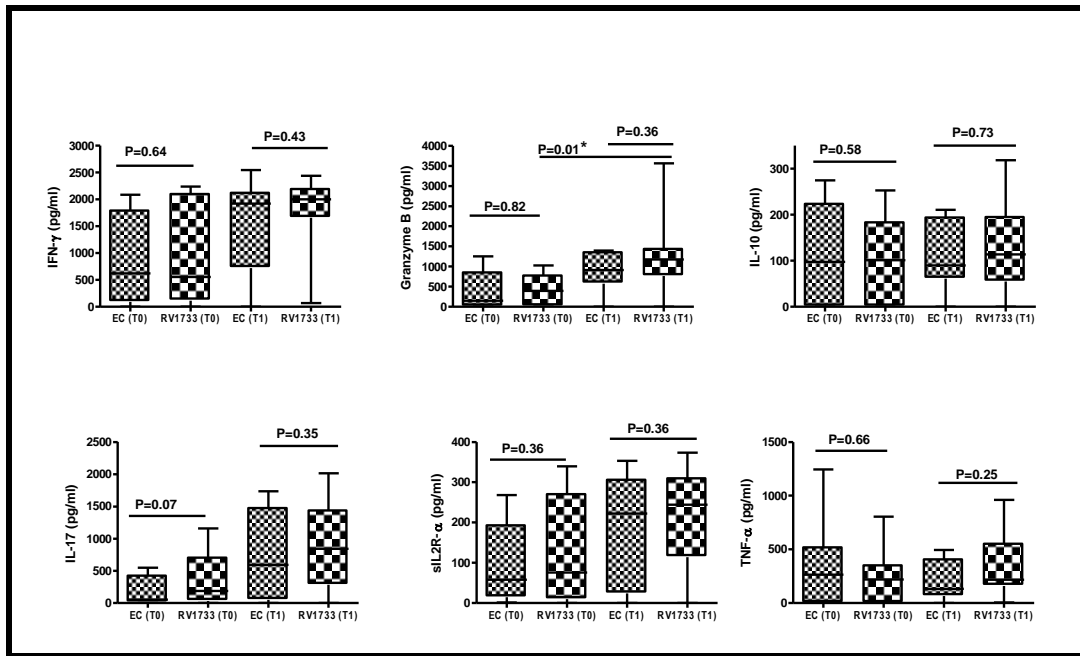 P=0.64
P=0.43
IFN-γ (pg/ml)
3000
2500
2000
1500
1000
500
0
EC (T0) RV1733 (T0) EC (T1) RV1733 (T1)
P=0.36
P=0.01*
P=0.82
Granzyme B (pg/ml)
4000
3500
3000
2500
2000
1500
1000
500
0
EC (T0) RV1733 (T0) EC (T1) RV1733 (T1)
P=0.73
P=0.58
IL-10 (pg/ml)
300
200
100
0
EC (T0) RV1733 (T0) EC (T1) RV1733 (T1)
P=0.35
P=0.07
IL-17 (pg/ml)
2500
2000
1500
1000
500
0
EC (T0) RV1733 (T0) EC (T1) RV1733 (T1)
P=0.36
P=0.36
sIL2R-α (pg/ml)
400
300
200
100
0
EC (T0) RV1733 (T0) EC (T1) RV1733 (T1)
P=0.66
P=0.25
TNF-α (pg/ml)
1500
1000
500
0
EC (T0) RV1733 (T0) EC (T1) RV1733 (T1)